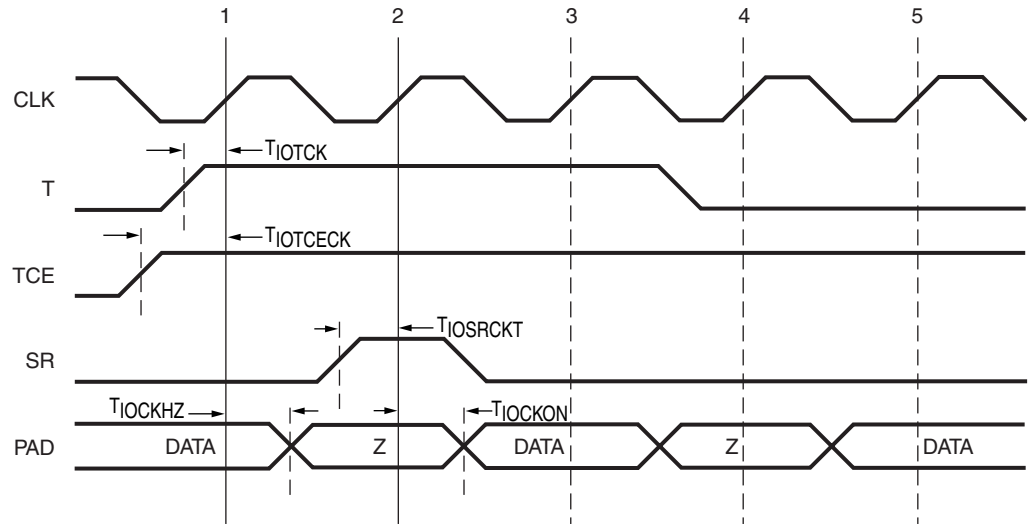 1 2 3 4 5
CLK
TIOTCK
T
TIOTCECK
TCE
TIOSRCKT
SR
TIOCKHZ TIOCKON
PAD DATA Z DATA Z DATA